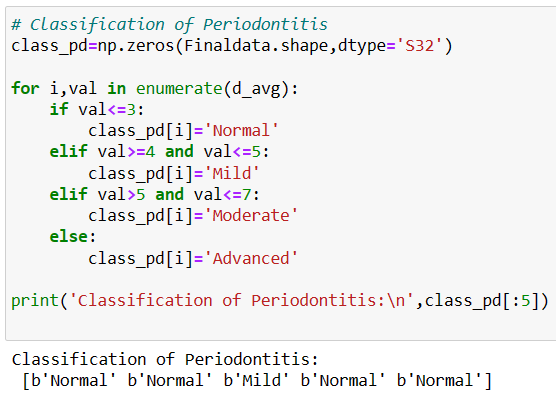 # Classification of Periodontitis
class_pd=np.zeros(Finaldata.shape,dtype='S32')
for i,val in enumerate(d_avg):
    if val<=3:
        class_pd[i]='Normal'
    elif val>=4 and val<=5:
        class_pd[i]='Mild'
    elif val>5 and val<=7:
        class_pd[i]='Moderate'
    else:
        class_pd[i]='Advanced'
print('Classification of Periodontitis:\n',class_pd[:5])
Classification of Periodontitis:
 [b'Normal' b'Normal' b'Mild' b'Normal' b'Normal']